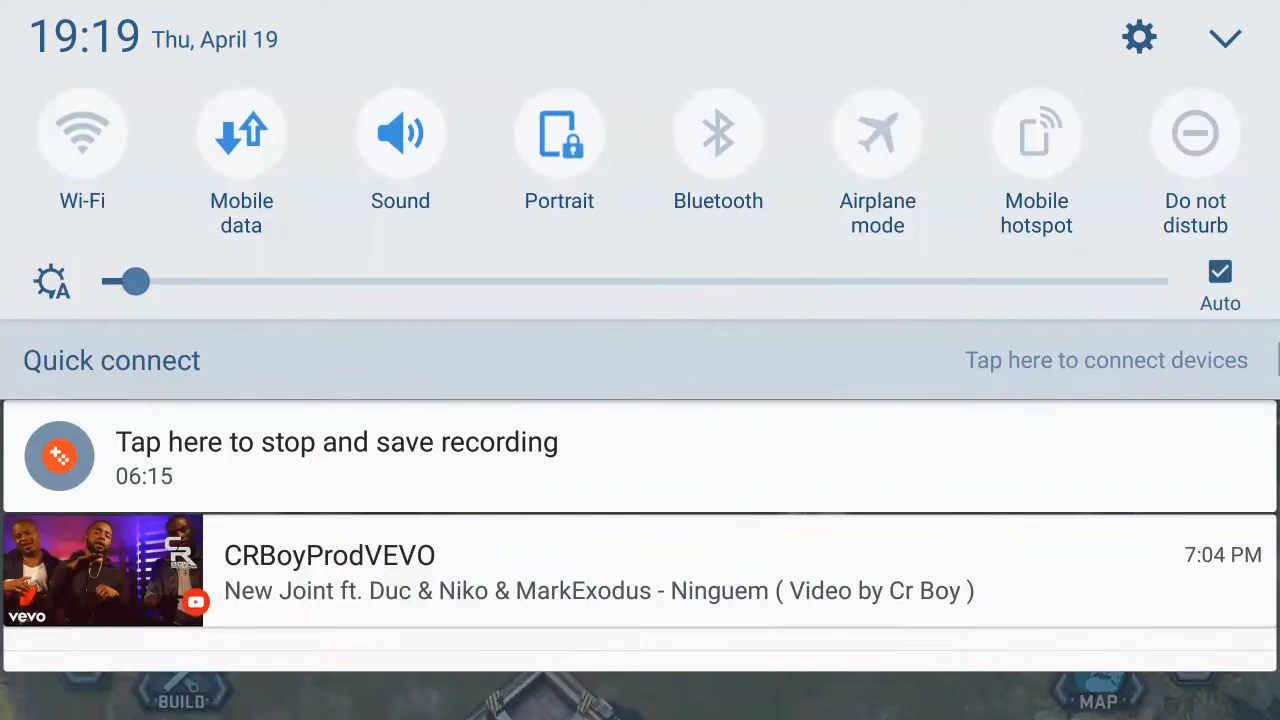 19:19 Thu, April 19
Wi-Fi
Mobile
data
Sound
Portrait
Bluetooth
Airplane
mode
Mobile
hotspot
Do not
disturb
A
Auto
Quick connect
Tap here to connect devices
Tap here to stop and save recording
06:15
CRBoyProdVEVO
7:04 PM
New Joint ft. Duc & Niko & MarkExodus - Ninguem ( Video by Cr Boy )
CR
vevo
BUILD
MAP